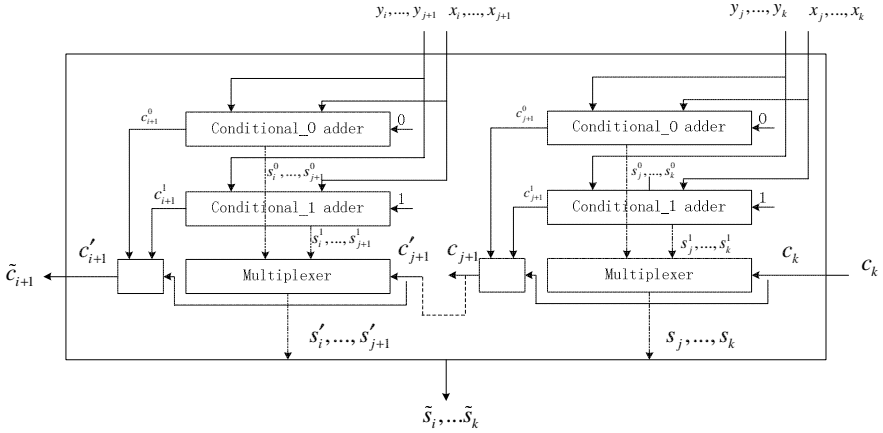 y_i,...,y_{j+1} x_i,...,x_{j+1} y_j,...,y_k x_j,...,x_k
c^0_{i+1} Conditional_0 adder 0 c^0_{j+1} Conditional_0 adder 0
s^0_i,...,s^0_{j+} s^0_j,...,s^0_k
c^1_{i+1} Conditional_1 adder 1 c^1_{j+1} Conditional_1 adder 1
s^1_i,...,s^1_{j+1} s^1_j,...,s^1_k
c̃_{i+1} c′_{i+1} Multiplexer c′_{j+1} c_{j+1} Multiplexer c_k c_k
s′_i,...,s′_{j+1} s_j,...,s_k
s̃_i,...s̃_k